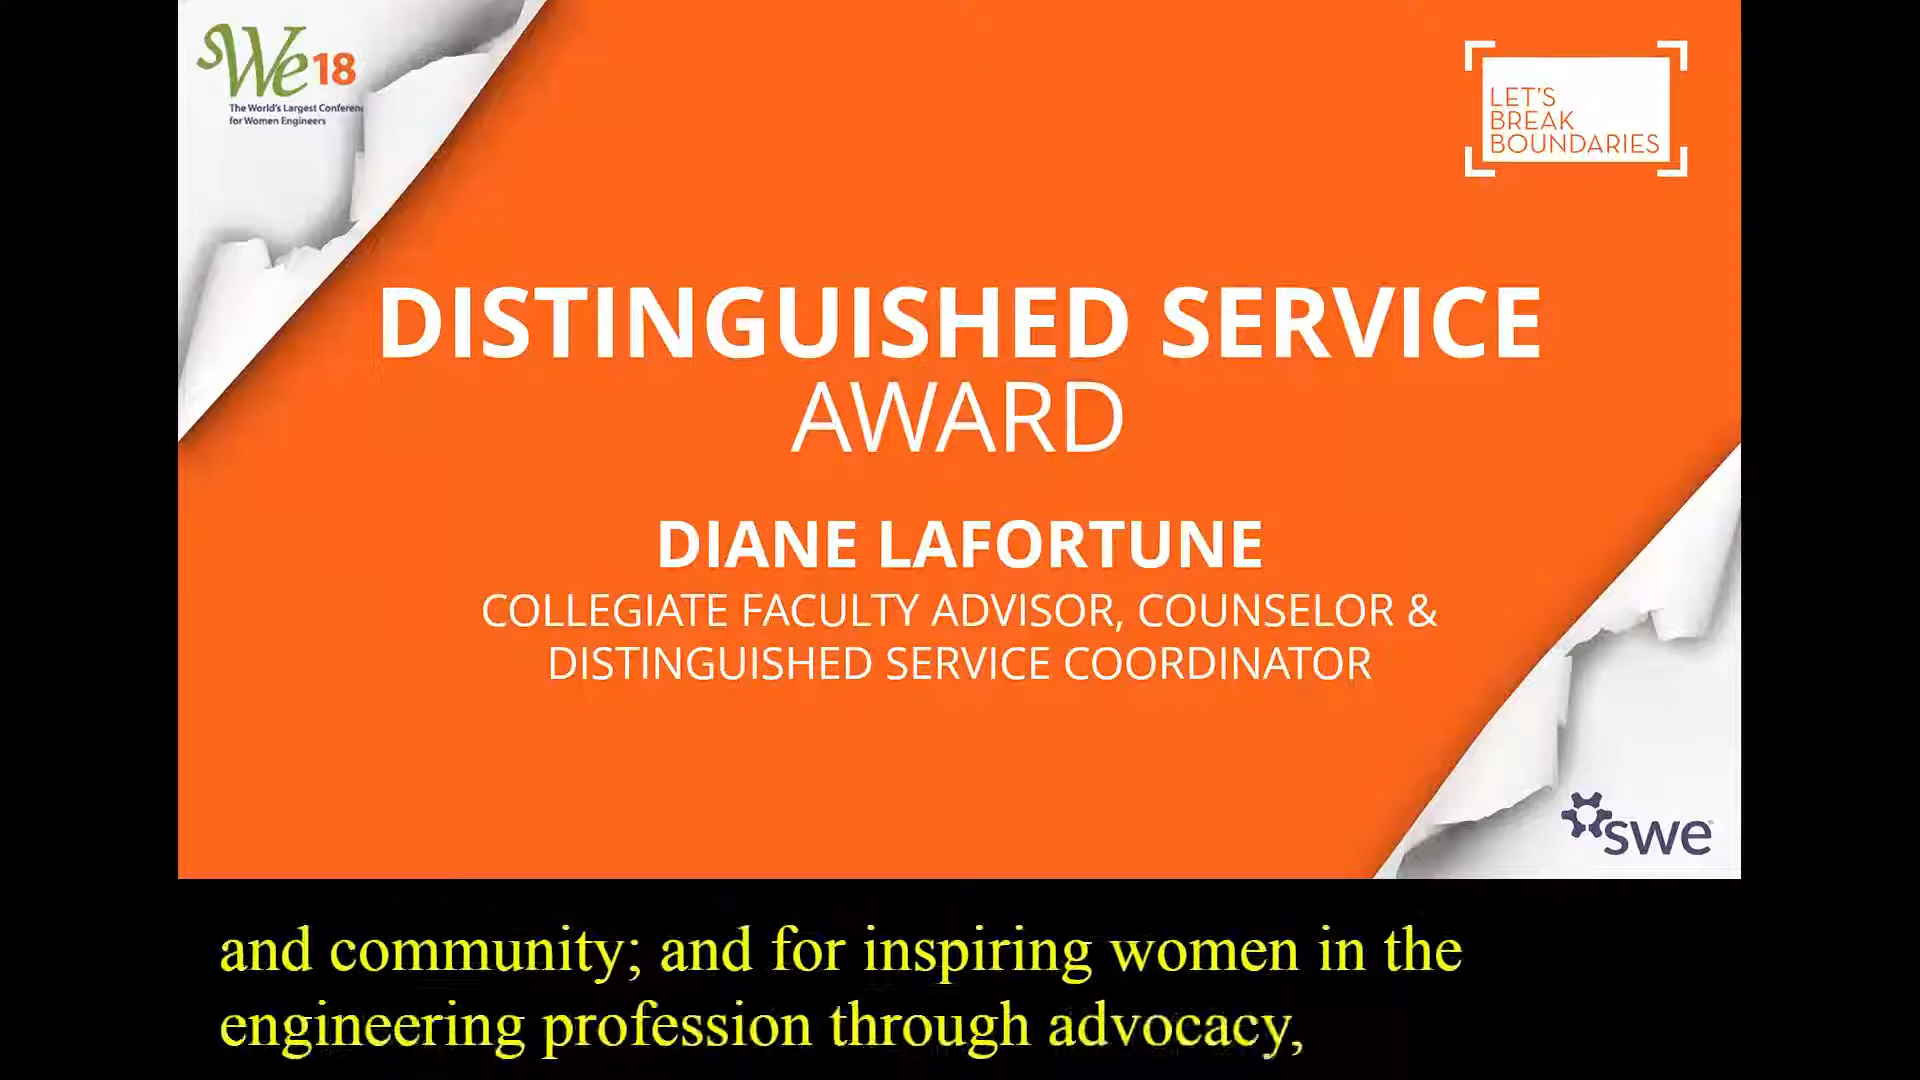 sWe18
The World's Largest Conferen
for Women Engineers
LET'S
BREAK
BOUNDARIES
DISTINGUISHED SERVICE
AWARD
DIANE LAFORTUNE
COLLEGIATE FACULTY ADVISOR, COUNSELOR &
DISTINGUISHED SERVICE COORDINATOR
swe
and community; and for inspiring women in the
engineering profession through advocacy,